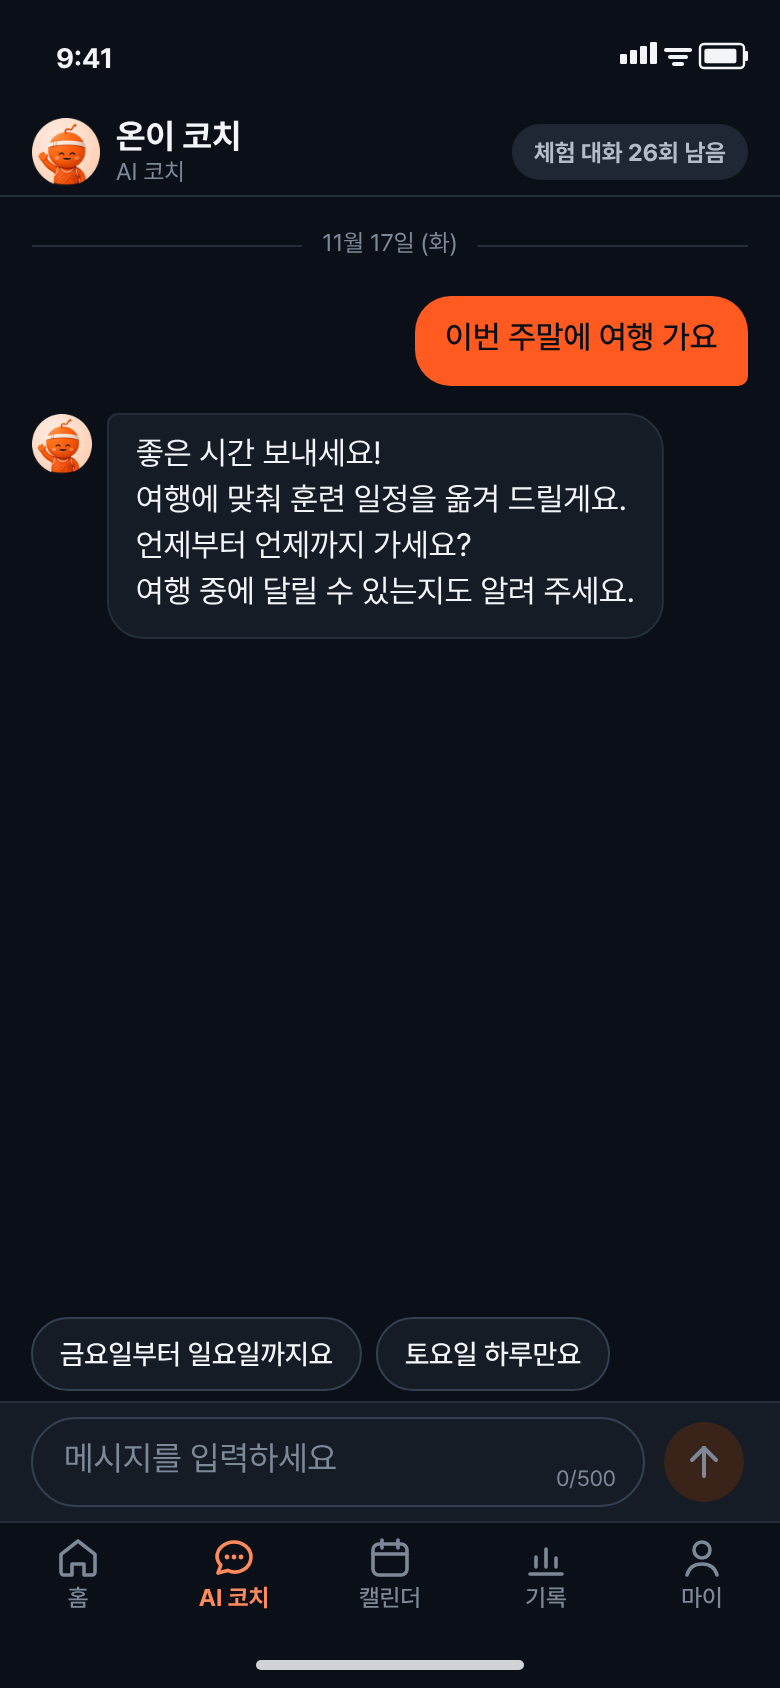 9:41
온이 코치
AI 코치
체험 대화 26회 남음
11월 17일 (화)
이번 주말에 여행 가요
좋은 시간 보내세요!
여행에 맞춰 훈련 일정을 옮겨 드릴게요.
언제부터 언제까지 가세요?
여행 중에 달릴 수 있는지도 알려 주세요.
금요일부터 일요일까지요
토요일 하루만요
메시지를 입력하세요
0/500
홈
AI 코치
캘린더
기록
마이